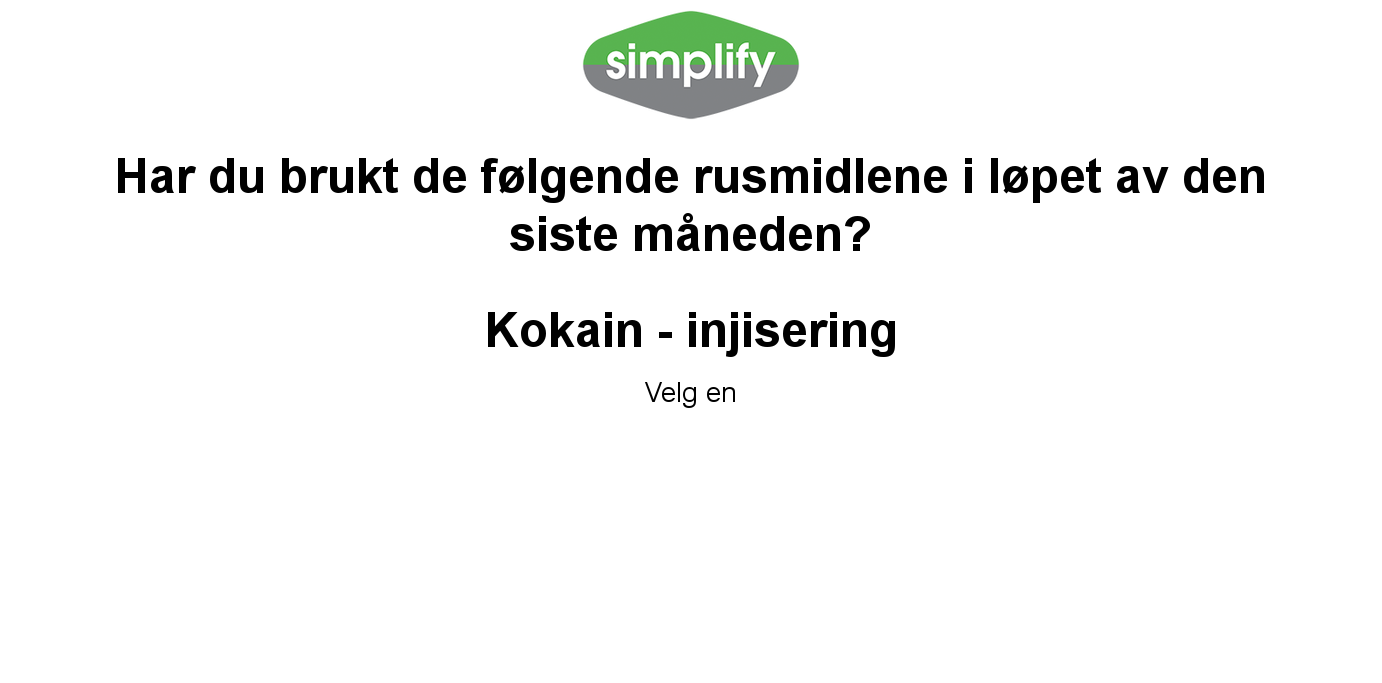 simplify
Har du brukt de følgende rusmidlene i løpet av den
siste måneden?
Kokain - injisering
Velg en